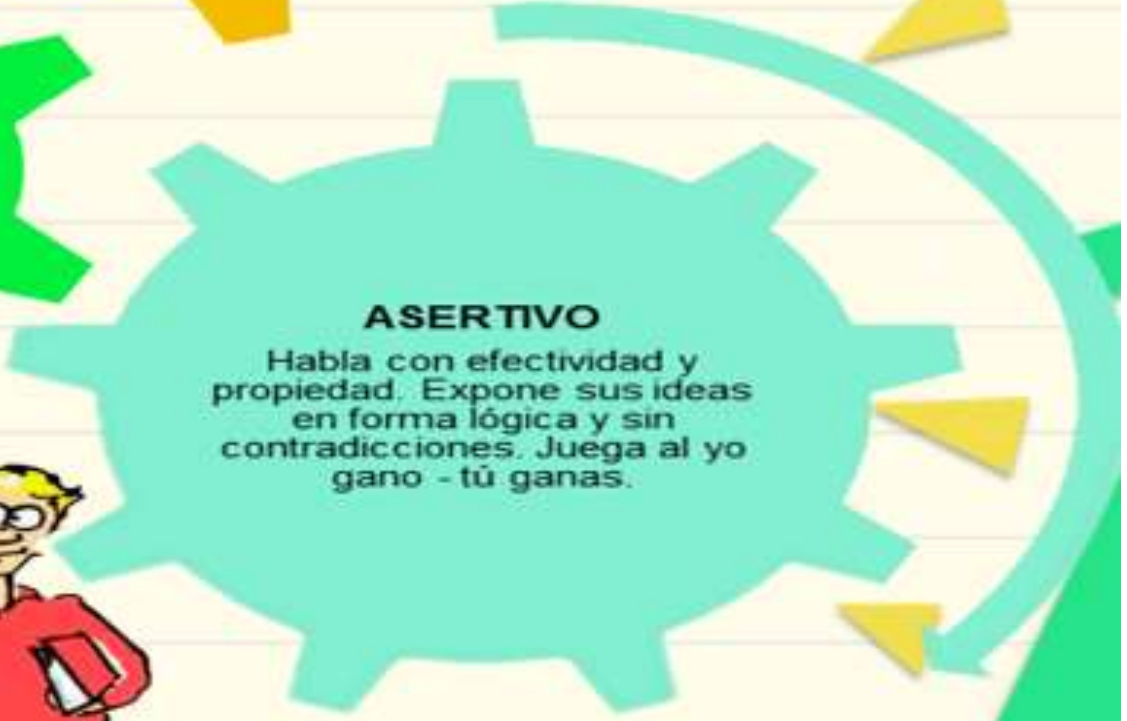 ASERTIVO
Habla con efectividad y
propiedad. Expone sus ideas
en forma lógica y sin
contradicciones. Juega al yo
gano - tú ganas.